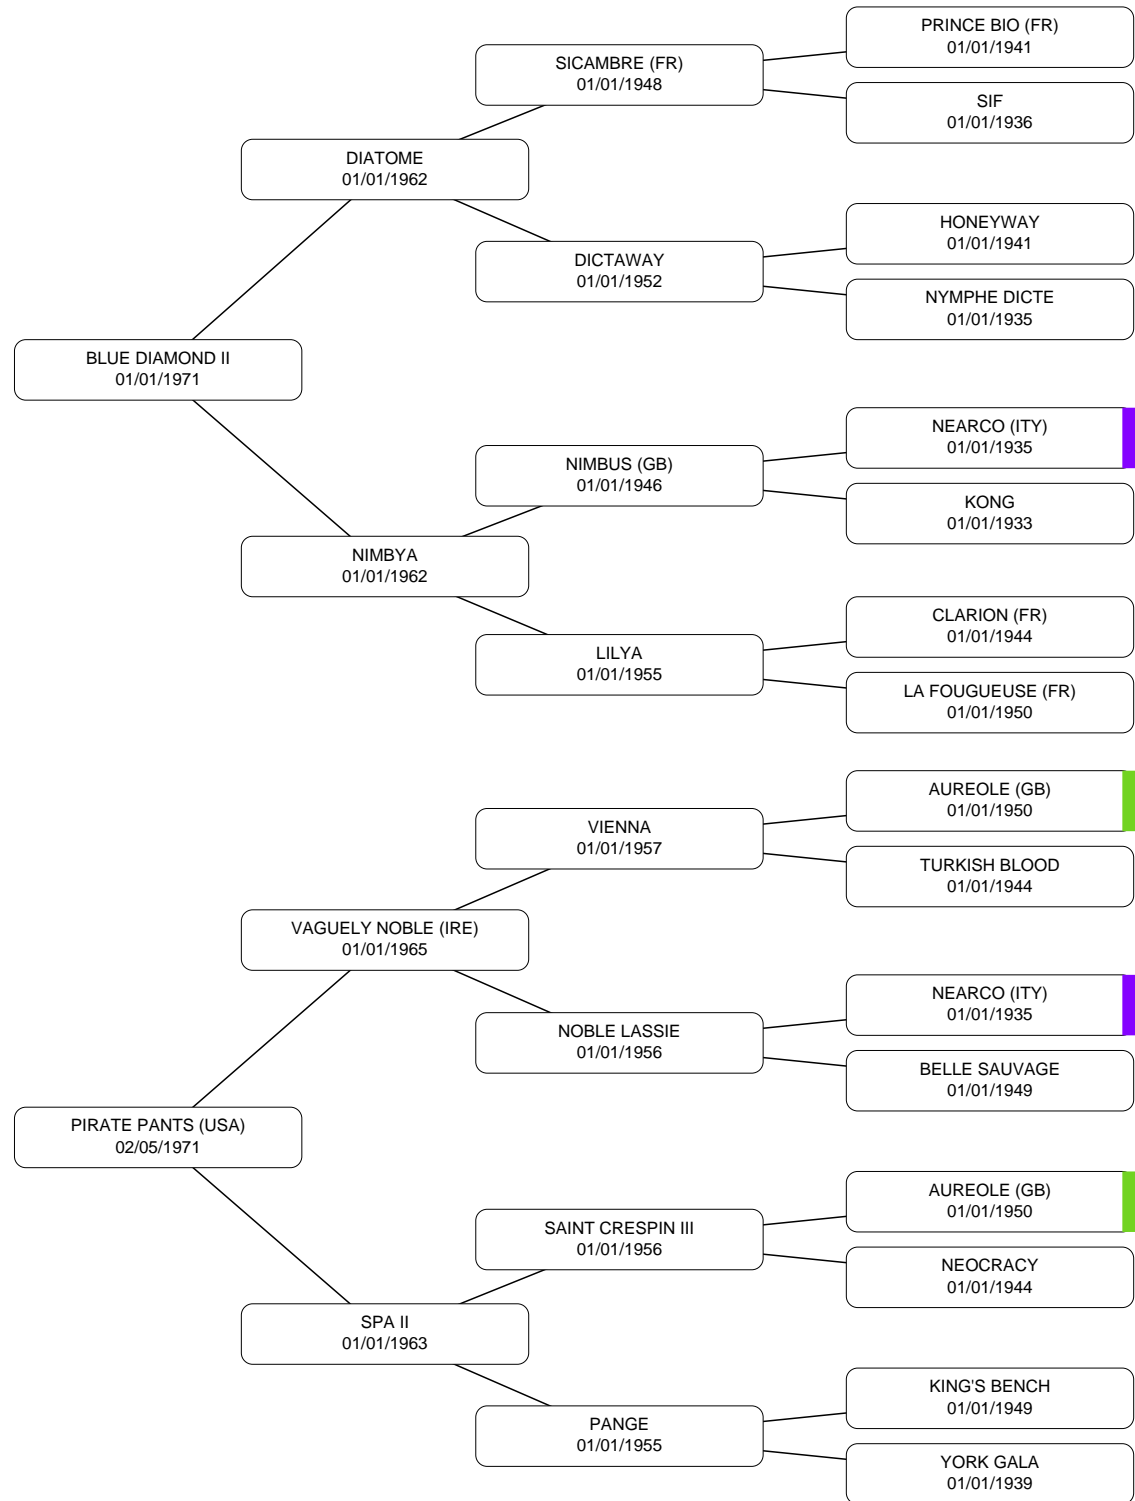 PRINCE BIO (FR)
01/01/1941
SICAMBRE (FR)
01/01/1948
SIF
01/01/1936
DIATOME
01/01/1962
HONEYWAY
01/01/1941
DICTAWAY
01/01/1952
NYMPHE DICTE
01/01/1935
BLUE DIAMOND II
01/01/1971
NEARCO (ITY)
01/01/1935
NIMBUS (GB)
01/01/1946
KONG
01/01/1933
NIMBYA
01/01/1962
CLARION (FR)
01/01/1944
LILYA
01/01/1955
LA FOUGUEUSE (FR)
01/01/1950
AUREOLE (GB)
01/01/1950
VIENNA
01/01/1957
TURKISH BLOOD
01/01/1944
VAGUELY NOBLE (IRE)
01/01/1965
NEARCO (ITY)
01/01/1935
NOBLE LASSIE
01/01/1956
BELLE SAUVAGE
01/01/1949
PIRATE PANTS (USA)
02/05/1971
AUREOLE (GB)
01/01/1950
SAINT CRESPIN III
01/01/1956
NEOCRACY
01/01/1944
SPA II
01/01/1963
KING'S BENCH
01/01/1949
PANGE
01/01/1955
YORK GALA
01/01/1939